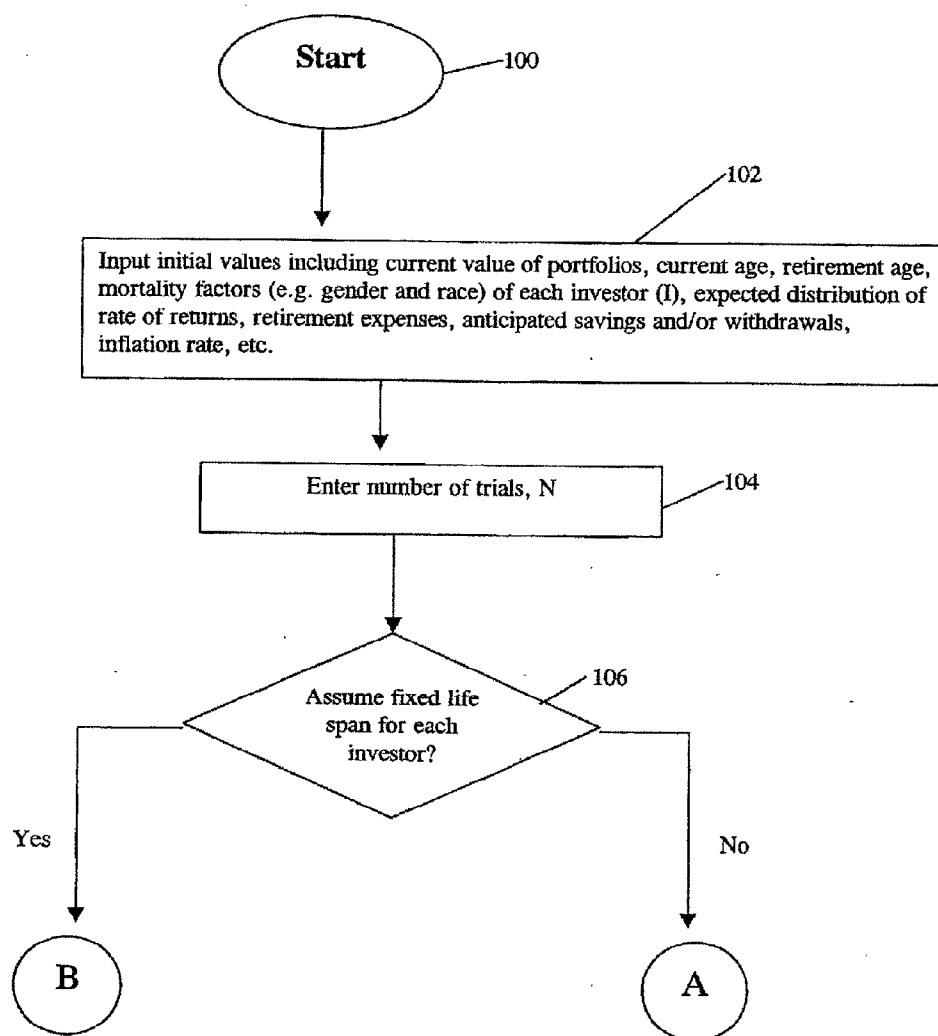 Start
100
102
Input initial values including current value of portfolios, current age, retirement age,
mortality factors (e.g. gender and race) of each investor (I), expected distribution of
rate of returns, retirement expenses, anticipated savings and/or withdrawals,
inflation rate, etc.
Enter number of trials, N
104
106
Assume fixed life
span for each
investor?
Yes
No
B
A